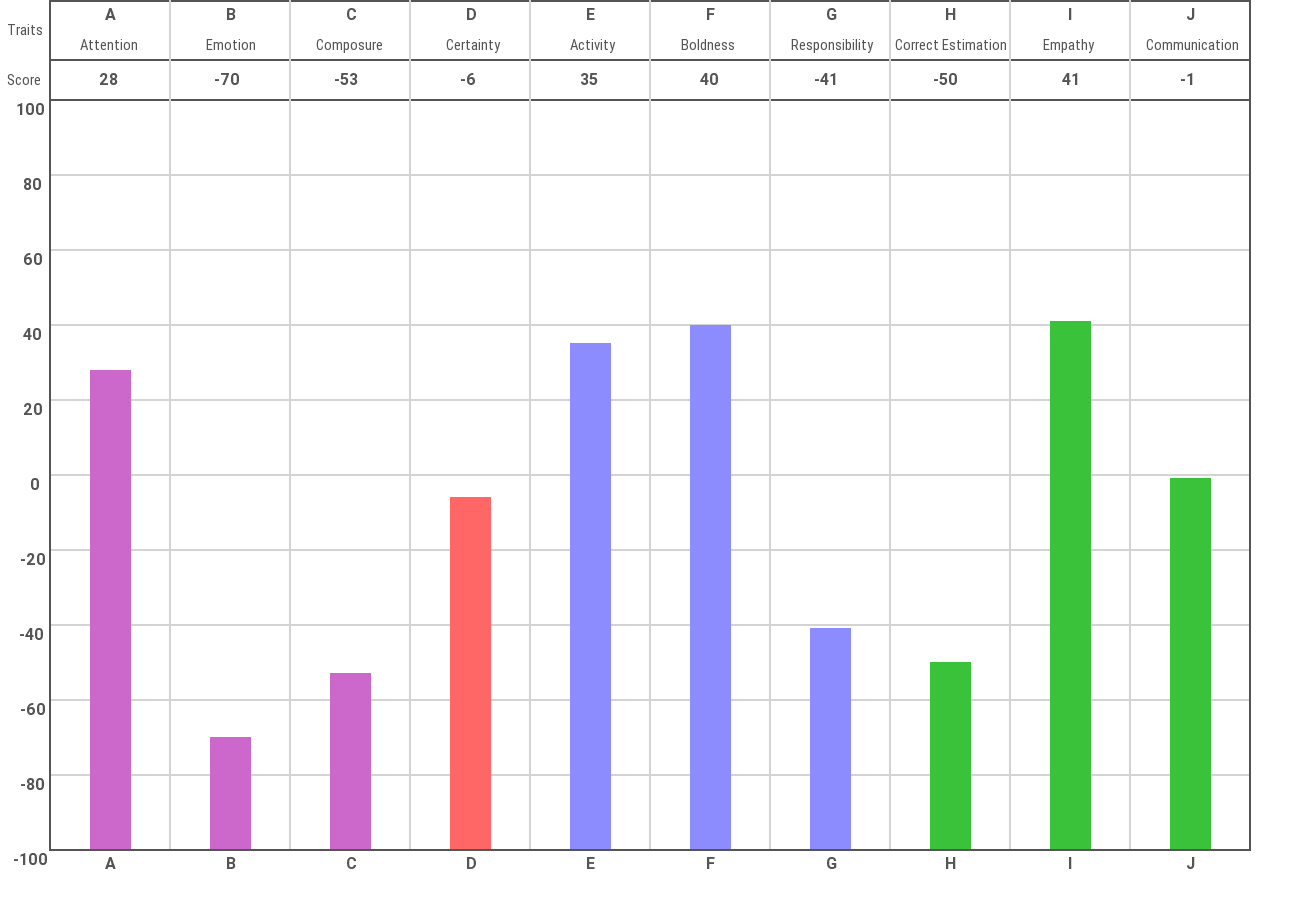 Traits
A B C D E F G H I J
Attention Emotion Composure Certainty Activity Boldness Responsibility Correct Estimation Empathy Communication
Score 28 -70 -53 -6 35 40 -41 -50 41 -1
100
80
60
40
20
0
-20
-40
-60
-80
-100
A B C D E F G H I J